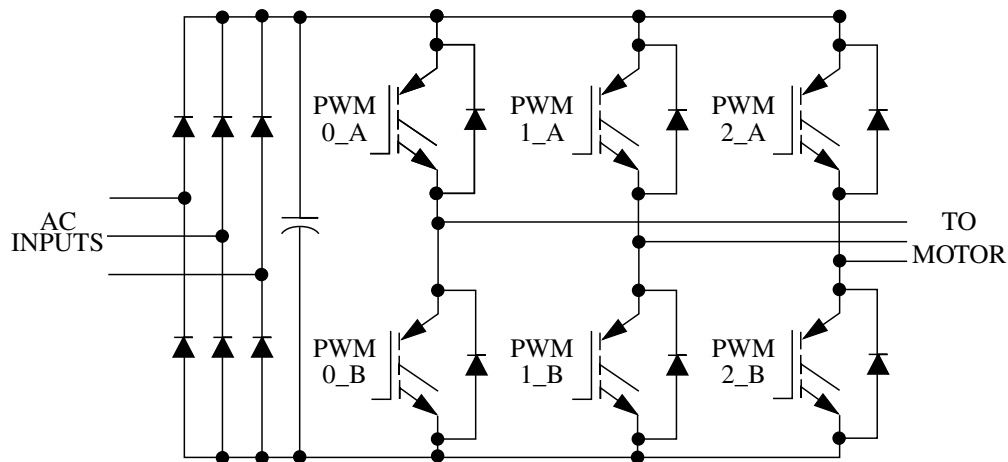 PWM
0_A
PWM
1_A
PWM
2_A
AC
INPUTS
TO
MOTOR
PWM
0_B
PWM
1_B
PWM
2_B